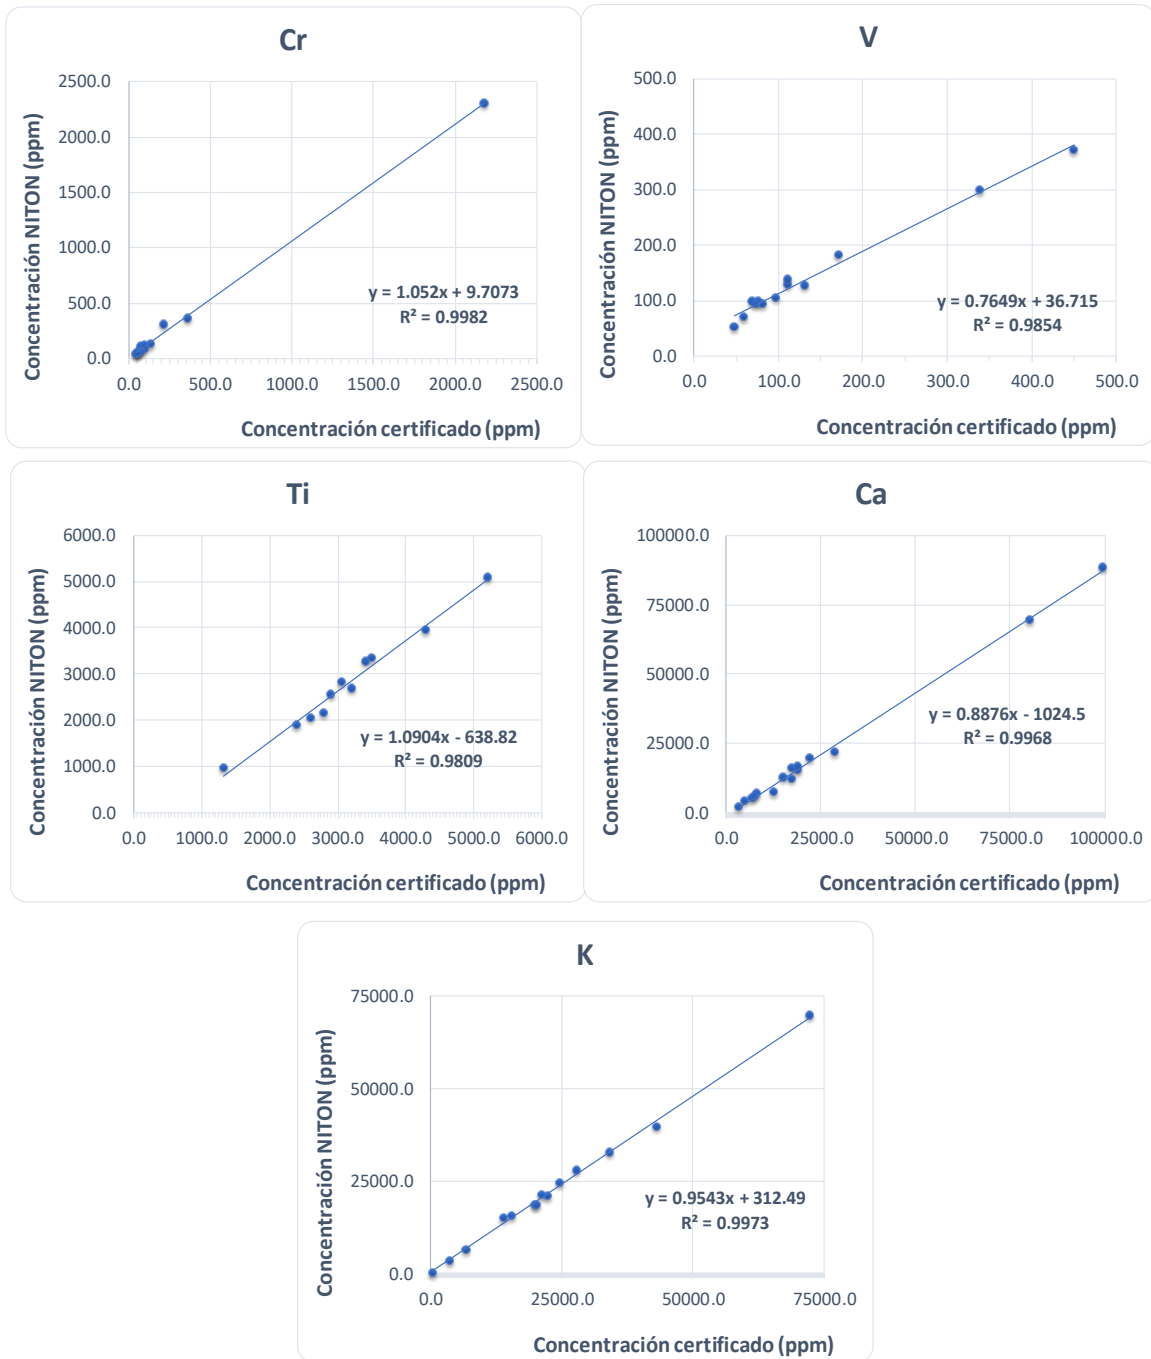 Cr
Concentración NITON (ppm)
2500.0
2000.0
1500.0
1000.0
500.0
0.0
y = 1.052x + 9.7073
R² = 0.9982
0.0 500.0 1000.0 1500.0 2000.0 2500.0
Concentración certificado (ppm)
V
Concentración NITON (ppm)
500.0
400.0
300.0
200.0
100.0
0.0
y = 0.7649x + 36.715
R² = 0.9854
0.0 100.0 200.0 300.0 400.0 500.0
Concentración certificado (ppm)
Ti
Concentración NITON (ppm)
6000.0
5000.0
4000.0
3000.0
2000.0
1000.0
0.0
y = 1.0904x - 638.82
R² = 0.9809
0.0 1000.0 2000.0 3000.0 4000.0 5000.0 6000.0
Concentración certificado (ppm)
Ca
Concentración NITON (ppm)
100000.0
75000.0
50000.0
25000.0
0.0
y = 0.8876x - 1024.5
R² = 0.9968
0.0 25000.0 50000.0 75000.0 100000.0
Concentración certificado (ppm)
K
Concentración NITON (ppm)
75000.0
50000.0
25000.0
0.0
y = 0.9543x + 312.49
R² = 0.9973
0.0 25000.0 50000.0 75000.0
Concentración certificado (ppm)